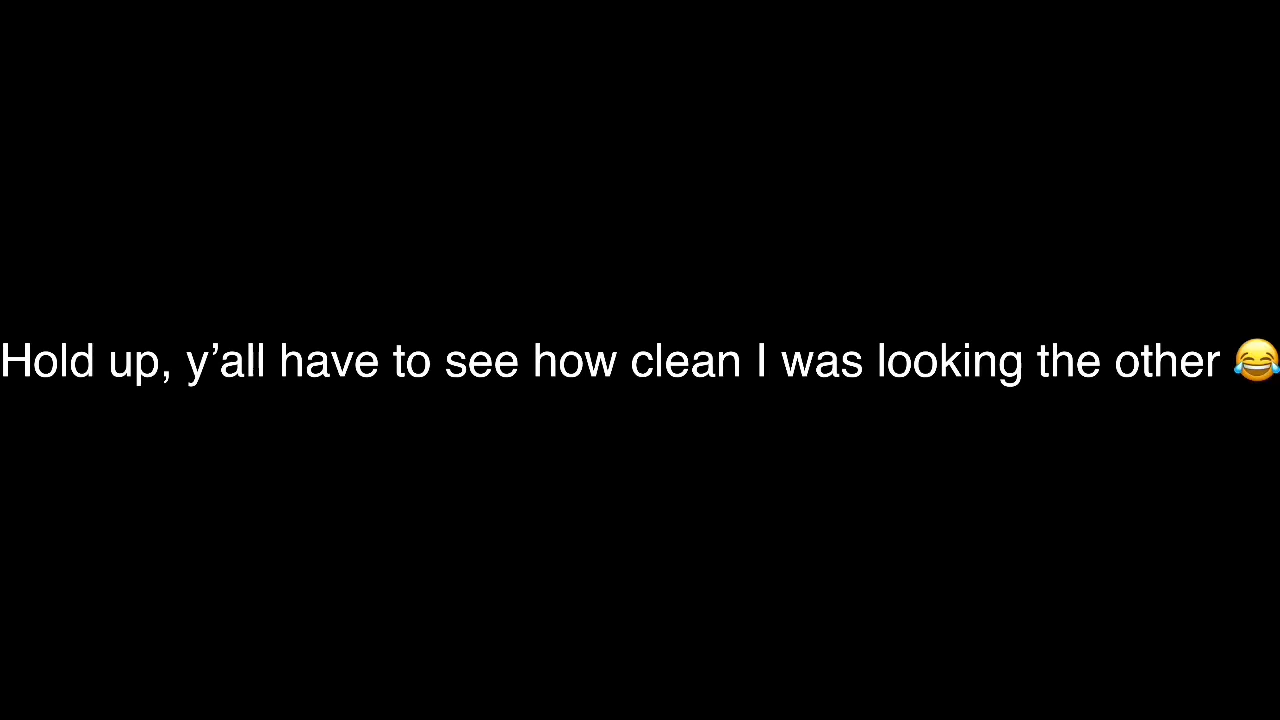 Hold up, y’all have to see how clean I was looking the other 😂